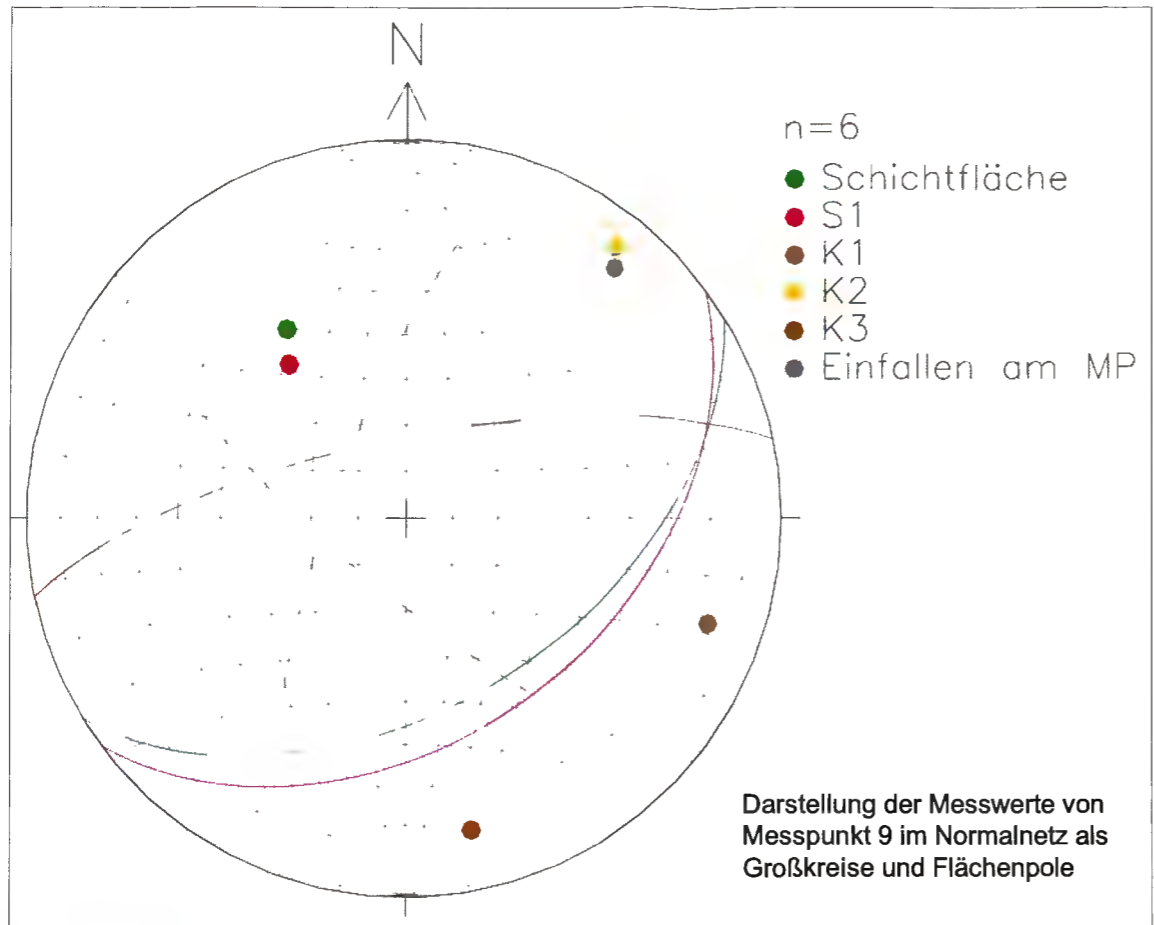 N
n=6
Schichtfläche
S1
K1
K2
K3
Einfallen am MP
Darstellung der Messwerte von
Messpunkt 9 im Normalnetz als
Großkreise und Flächenpole